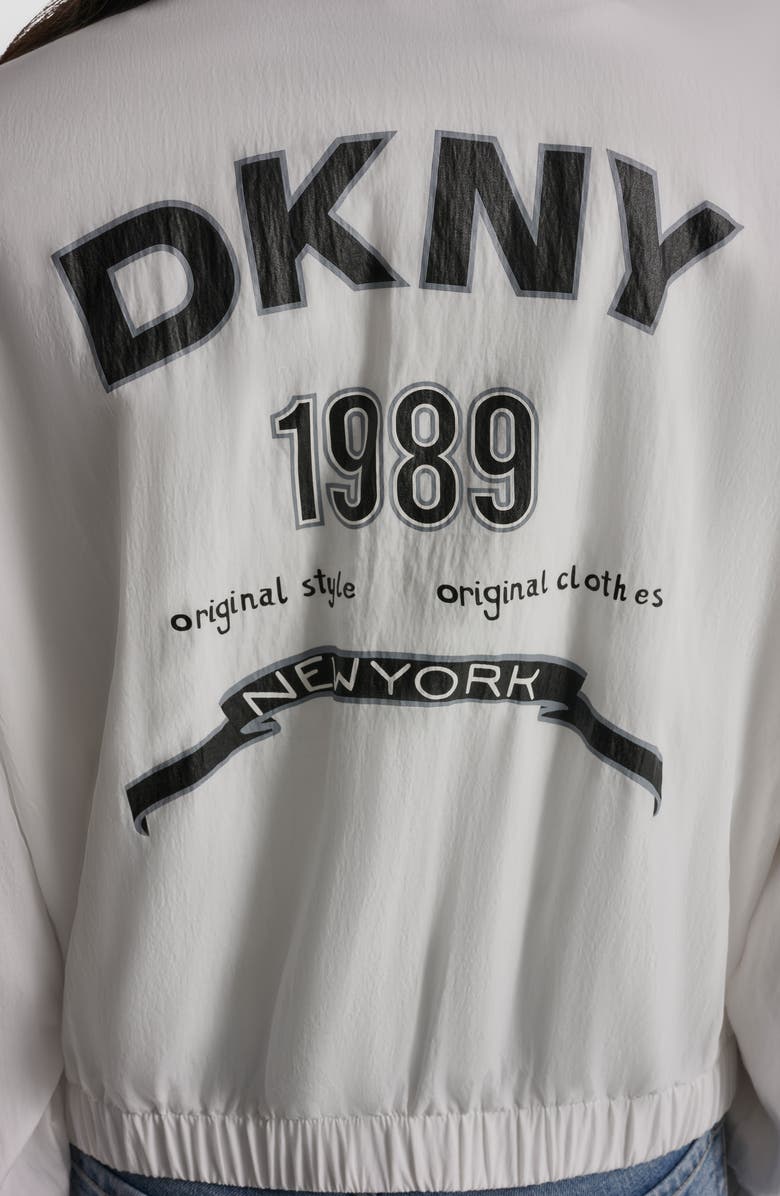 DKNY
1989
original style original clothes
NEW YORK